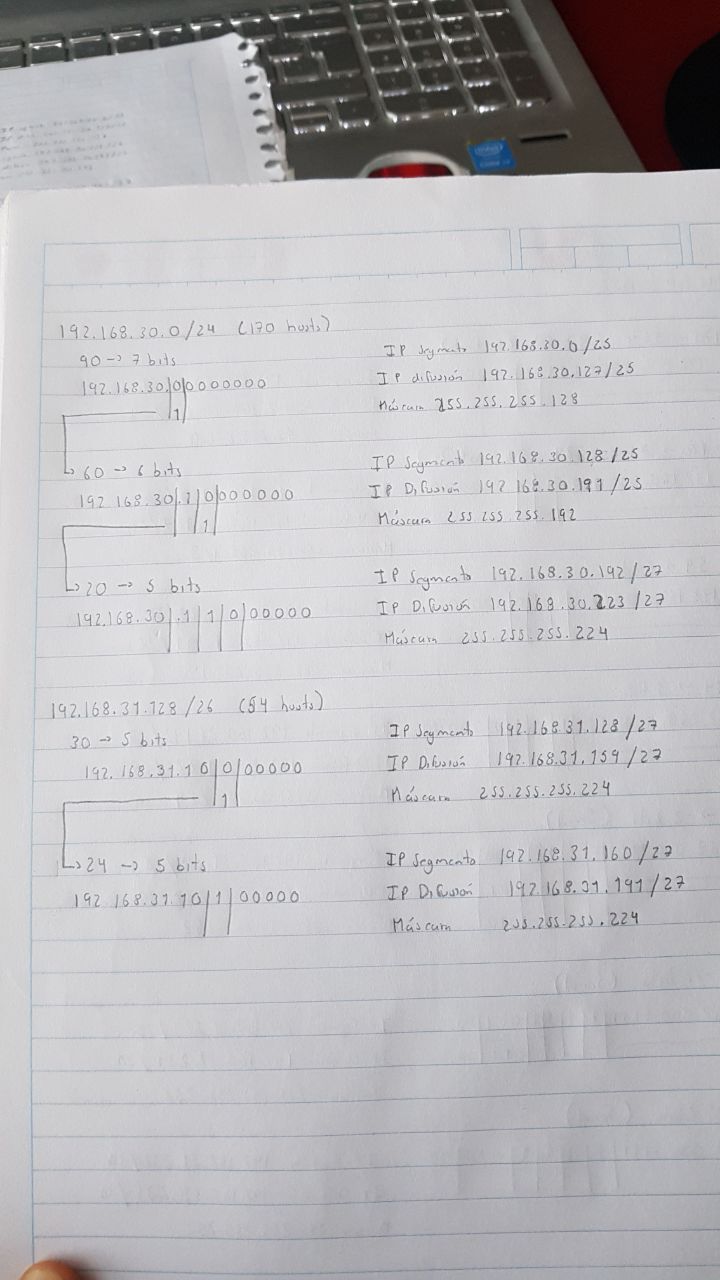 192.168.30.0/24 (170 hosts)
90 → 7 bits
192.168.30|0|0000000
1
IP segmento 192.168.30.0/25
IP difusión 192.168.30.127/25
Máscara 255.255.255.128
60 → 6 bits
192.168.30|.1|0|000000
1
IP Segmento 192.168.30.128/25
IP Difusión 192.168.30.191/25
Máscara 255.255.255.192
20 → 5 bits
192.168.30|.1|1|0|00000
IP Segmento 192.168.30.192/27
IP Difusión 192.168.30.223/27
Máscara 255.255.255.224
192.168.31.128/26 (54 hosts)
30 → 5 bits
192.168.31.10|0|00000
1
IP Segmento 192.168.31.128/27
IP Difusión 192.168.31.159/27
Máscara 255.255.255.224
24 → 5 bits
192.168.31.10|1|00000
IP Segmento 192.168.31.160/27
IP Difusión 192.168.31.191/27
Máscara 255.255.255.224